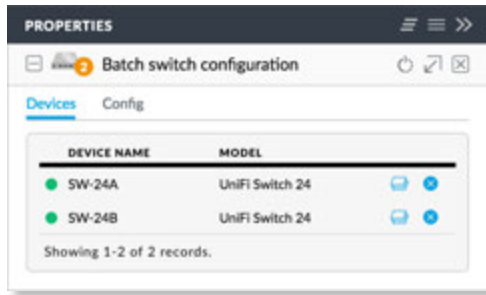 PROPERTIES
2 Batch switch configuration
Devices Config
DEVICE NAME MODEL
SW-24A UniFi Switch 24
SW-24B UniFi Switch 24
Showing 1-2 of 2 records.